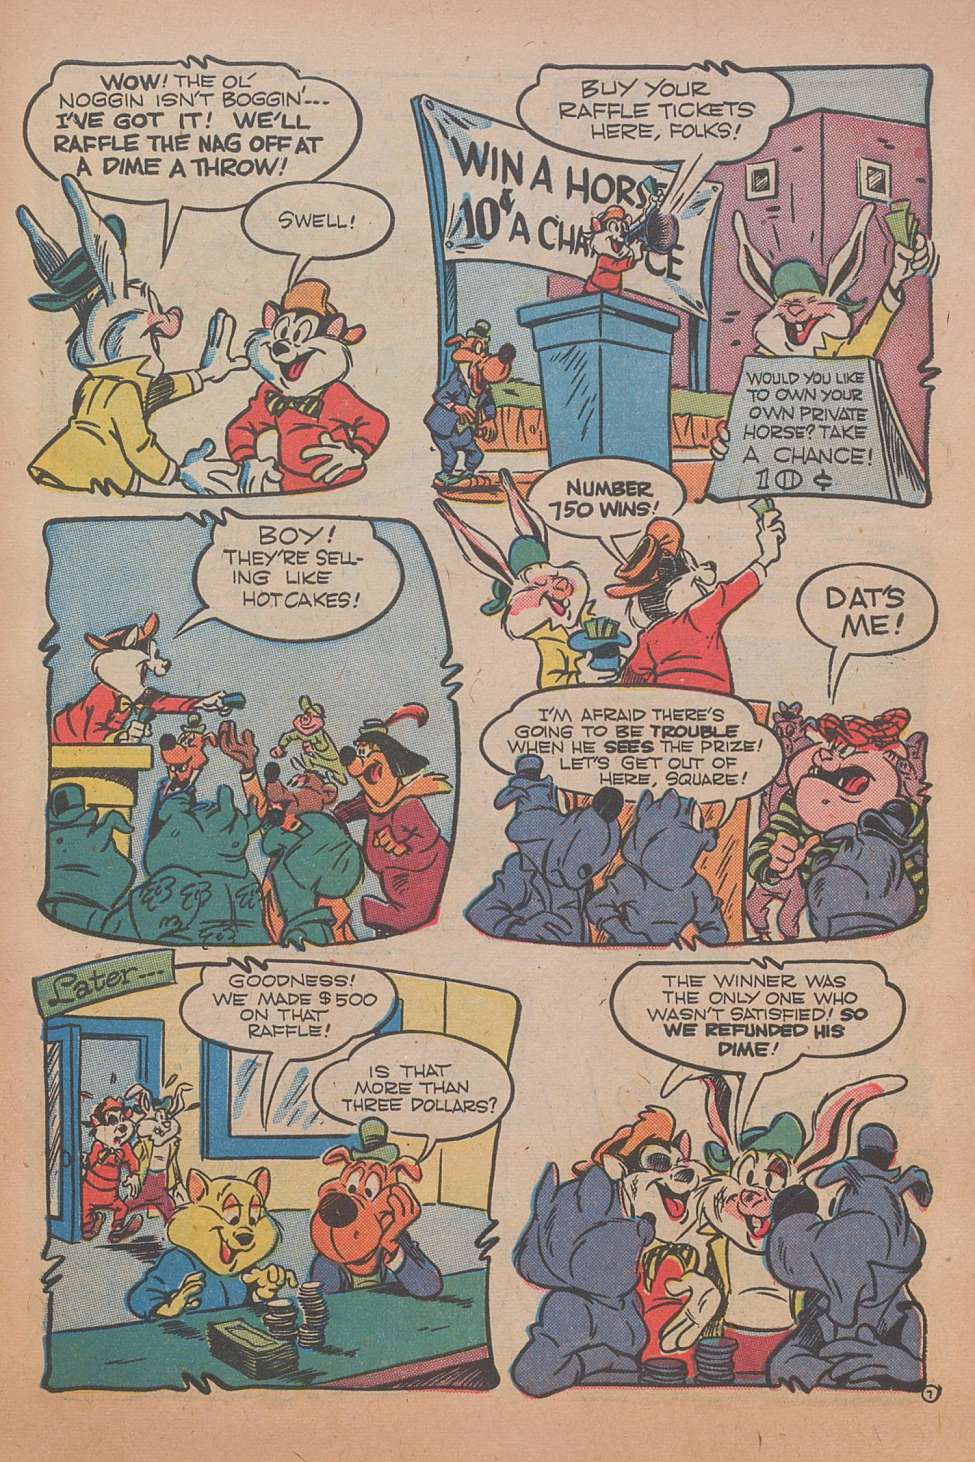 WOW! THE OL'
NOGGIN ISN'T BOGGIN'---
I'VE GOT IT! WE'LL
RAFFLE THE NAG OFF AT
A DIME A THROW!
SWELL!
BUY YOUR
RAFFLE TICKETS
HERE, FOLKS!
WIN A HORSE
10¢ A CHANCE
WOULD YOU LIKE
TO OWN YOUR
OWN PRIVATE
HORSE? TAKE
A CHANCE!
10 ¢
BOY!
THEY'RE SELL-
ING LIKE
HOTCAKES!
NUMBER
750 WINS!
DAT'S
ME!
I'M AFRAID THERE'S
GOING TO BE TROUBLE
WHEN HE SEES THE PRIZE!
LET'S GET OUT OF
HERE, SQUARE!
Later---
GOODNESS!
WE MADE $500
ON THAT
RAFFLE!
IS THAT
MORE THAN
THREE DOLLARS?
THE WINNER WAS
THE ONLY ONE WHO
WASN'T SATISFIED! SO
WE REFUNDED HIS
DIME!
7